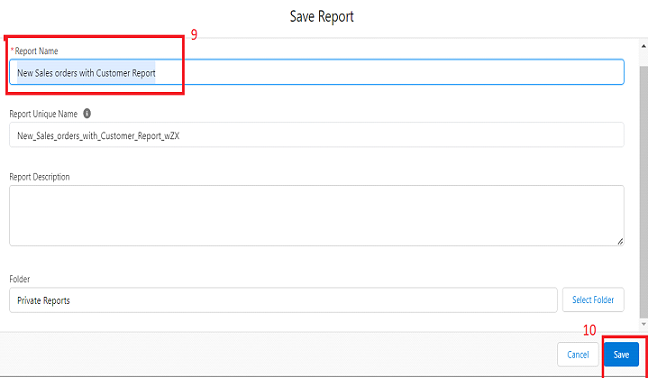 Save Report
9
*Report Name
New Sales orders with Customer Report
Report Unique Name
New_Sales_orders_with_Customer_Report_wZX
Report Description
Folder
Private Reports
Select Folder
10
Cancel
Save